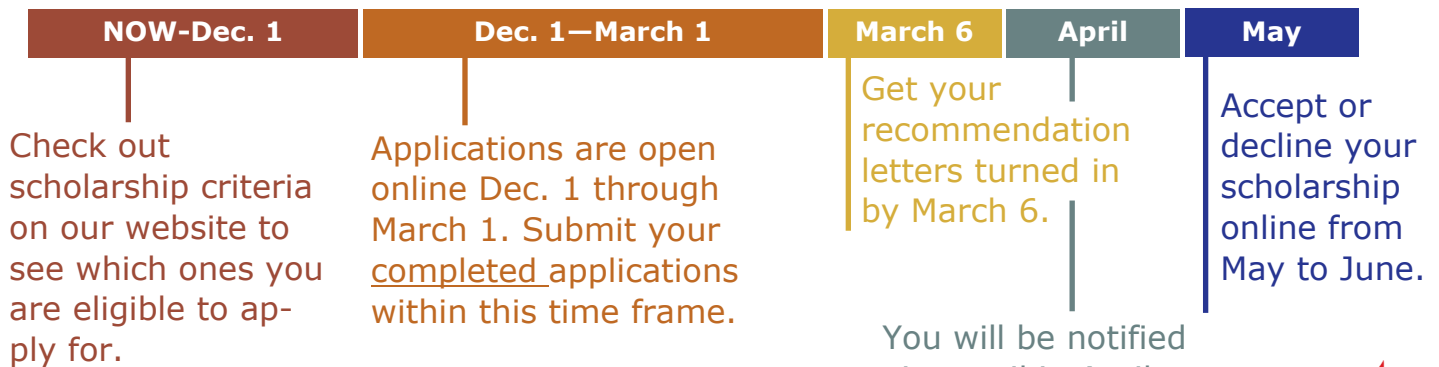 NOW-Dec. 1
Dec. 1—March 1
March 6
April
May
Check out
scholarship criteria
on our website to
see which ones you
are eligible to ap-
ply for.
Applications are open
online Dec. 1 through
March 1. Submit your
completed applications
within this time frame.
Get your
recommendation
letters turned in
by March 6.
You will be notified
Accept or
decline your
scholarship
online from
May to June.